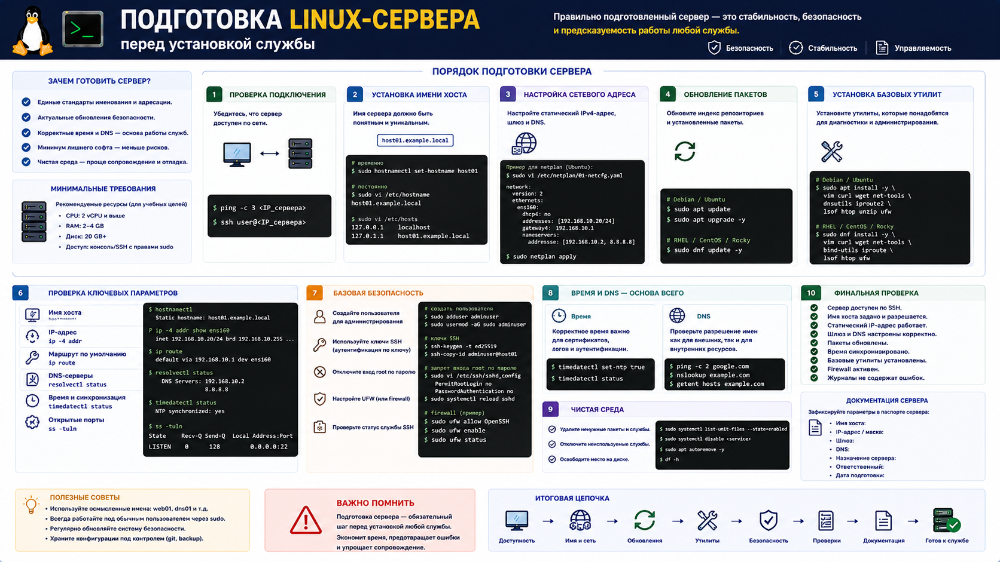 ПОДГОТОВКА LINUX-СЕРВЕРА
перед установкой службы
Правильно подготовленный сервер — это стабильность, безопасность
и предсказуемость работы любой службы.
Безопасность
Стабильность
Управляемость
ЗАЧЕМ ГОТОВИТЬ СЕРВЕР?
Единые стандарты именования и адресации.
Актуальные обновления безопасности.
Корректные время и DNS — основа работы служб.
Минимум лишнего софта — меньше рисков.
Чистая среда — проще сопровождение и отладка.
МИНИМАЛЬНЫЕ ТРЕБОВАНИЯ
Рекомендуемые ресурсы (для учебных целей)
• CPU: 2 vCPU и выше
• RAM: 2–4 GB
• Диск: 20 GB+
• Доступ: консоль/SSH с правами sudo
ПОРЯДОК ПОДГОТОВКИ СЕРВЕРА
1 ПРОВЕРКА ПОДКЛЮЧЕНИЯ
Убедитесь, что сервер
доступен по сети.
$ ping -c 3 <IP_сервера>
$ ssh user@<IP_сервера>
2 УСТАНОВКА ИМЕНИ ХОСТА
Имя сервера должно быть
понятным и уникальным.
host01.example.local
# временно
$ sudo hostnamectl set-hostname host01
# постоянно
$ sudo vi /etc/hostname
host01.example.local
$ sudo vi /etc/hosts
127.0.0.1 localhost
127.0.1.1 host01.example.local
3 НАСТРОЙКА СЕТЕВОГО АДРЕСА
Настройте статический IPv4-адрес,
шлюз и DNS.
Пример для netplan (Ubuntu):
$ sudo vi /etc/netplan/01-netcfg.yaml
network:
version: 2
ethernets:
ens160:
dhcp4: no
addresses: [192.168.10.20/24]
gateway4: 192.168.10.1
nameservers:
addressse: [192.168.10.2, 8.8.8.8]
$ sudo netplan apply
4 ОБНОВЛЕНИЕ ПАКЕТОВ
Обновите индекс репозиториев
и установленные пакеты.
# Debian / Ubuntu
$ sudo apt update
$ sudo apt upgrade -y
# RHEL / CentOS / Rocky
$ sudo dnf update -y
5 УСТАНОВКА БАЗОВЫХ УТИЛИТ
Установите утилиты, которые понадобятся
для диагностики и администрирования.
# Debian / Ubuntu
$ sudo apt install -y \
vim curl wget net-tools \
dnsutils iproute2 \
lsof htop unzip ufw
# RHEL / CentOS / Rocky
$ sudo dnf install -y \
vim curl wget net-tools \
bind-utils iproute \
lsof htop ufw
6 ПРОВЕРКА КЛЮЧЕВЫХ ПАРАМЕТРОВ
Имя хоста
IP-адрес
ip -4 addr
Маршрут по умолчанию
ip route
DNS-серверы
resolvectl status
Время и синхронизация
timedatectl status
Открытые порты
ss -tuln
$ hostnamectl
Static hostname: host01.example.local
P ip -4 addr show ens160
inet 192.168.10.20/24 brd 192.168.10.255 ...
$ ip route
default via 192.168.10.1 dev ens160
$ resolvectl status
DNS Servers: 192.168.10.2
8.8.8.8
$ timedatectl status
NTP synchronized: yes
$ ss -tuln
State Recv-Q Send-Q Local Address:Port
LISTEN 0 128 0.0.0.0:22
7 БАЗОВАЯ БЕЗОПАСНОСТЬ
Создайте пользователя
для администрирования
Используйте ключи SSH
(аутентификация по ключу)
Отключите вход root по паролю
Настройте UFW (или firewall)
Проверьте статус службы SSH
# создать пользователя
$ sudo adduser adminuser
$ sudo usermod -aG sudo adminuser
# ключи SSH
$ ssh-keygen -t ed25519
$ ssh-copy-id adminuser@host01
# запрет входа root по паролю
$ sudo vi /etc/ssh/sshd_config
PermitRootLogin no
PasswordAuthentication no
$ sudo systemctl reload sshd
# firewall (пример)
$ sudo ufw allow OpenSSH
$ sudo ufw enable
$ sudo ufw status
8 ВРЕМЯ И DNS — ОСНОВА ВСЕГО
Время
Корректное время важно
для сертификатов,
догов и аутентификации.
$ timedatectl set-ntp true
$ timedatectl status
DNS
Проверьте разрешение имен
как для внешних, так и для
внутренних ресурсов.
$ ping -c 2 google.com
$ nslookup example.com
$ getent hosts example.com
9 ЧИСТАЯ СРЕДА
Удалите ненужные пакеты и службы.
Отключите неиспользуемые службы.
Освободите место на диске.
$ sudo systemctl list-unit-files --state=enabled
$ sudo systemctl disable <service>
$ sudo apt autoremove -y
$ df -h
10 ФИНАЛЬНАЯ ПРОВЕРКА
Сервер доступен по SSH.
Имя хоста задано и разрешается.
Статический IP-адрес работает.
Шлюз и DNS настроены корректно.
Пакеты обновлены.
Время синхронизировано.
Базовые утилиты установлены.
Firewall активен.
Журналы не содержат ошибок.
ДОКУМЕНТАЦИЯ СЕРВЕРА
Зафиксируйте параметры в паспорте сервера:
• Имя хоста:
• IP-адрес / маска:
• Шлюз:
• DNS:
• Назначение сервера:
• Ответственный:
• Дата подготовки:
ПОЛЕЗНЫЕ СОВЕТЫ
• Используйте осмысленные имена: web01, dns01 и т.д.
• Всегда работайте под обычным пользователем через sudo.
• Регулярно обновляйте систему безопасности.
• Храните конфигурации под контролем (git, backup).
ВАЖНО ПОМНИТЬ
Подготовка сервера — обязательный
шаг перед установкой любой службы.
Экономит время, предотвращает ошибки
и упрощает сопровождение.
ИТОГОВАЯ ЦЕПОЧКА
Доступность
Имя и сеть
Обновления
Утилиты
Безопасность
Проверки
Документация
Готов к службе